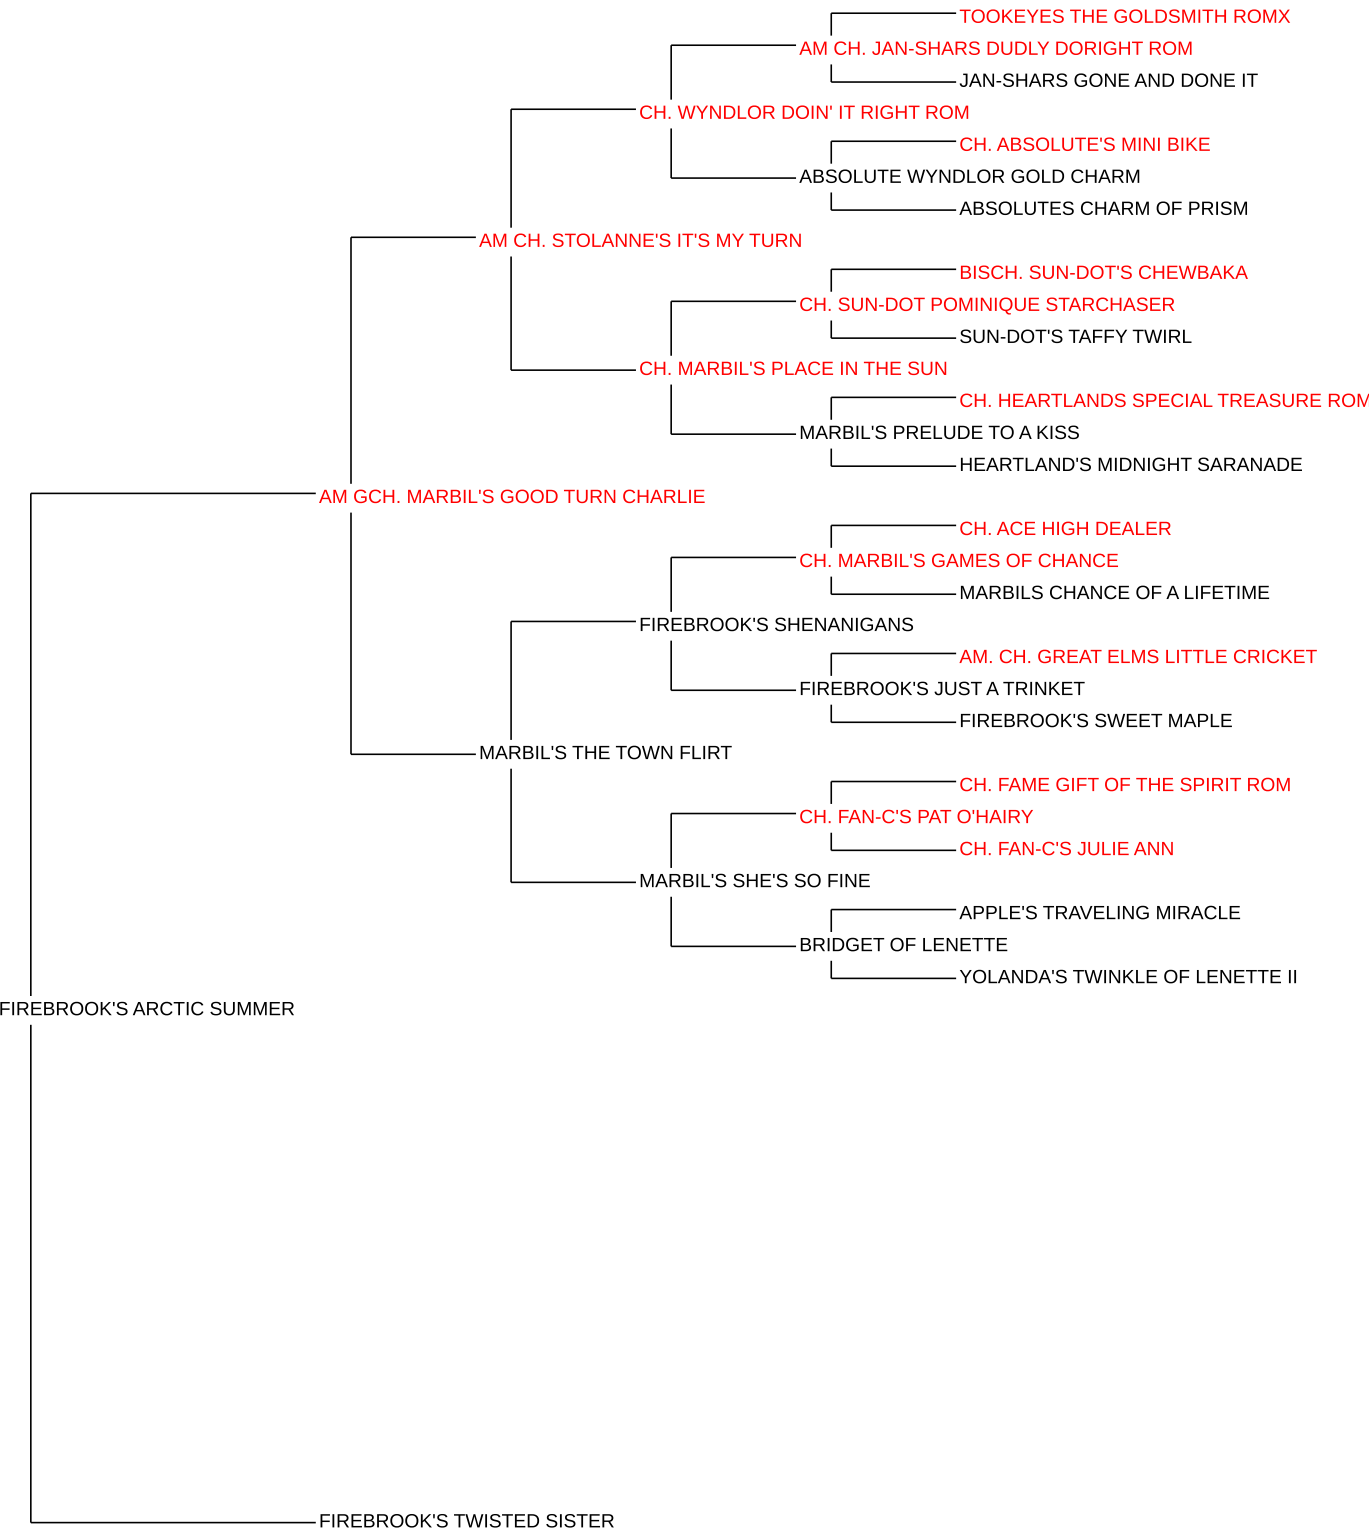 TOOKEYES THE GOLDSMITH ROMX
AM CH. JAN-SHARS DUDLY DORIGHT ROM
JAN-SHARS GONE AND DONE IT
CH. WYNDLOR DOIN' IT RIGHT ROM
CH. ABSOLUTE'S MINI BIKE
ABSOLUTE WYNDLOR GOLD CHARM
ABSOLUTES CHARM OF PRISM
AM CH. STOLANNE'S IT'S MY TURN
BISCH. SUN-DOT'S CHEWBAKA
CH. SUN-DOT POMINIQUE STARCHASER
SUN-DOT'S TAFFY TWIRL
CH. MARBIL'S PLACE IN THE SUN
CH. HEARTLANDS SPECIAL TREASURE ROM
MARBIL'S PRELUDE TO A KISS
HEARTLAND'S MIDNIGHT SARANADE
AM GCH. MARBIL'S GOOD TURN CHARLIE
CH. ACE HIGH DEALER
CH. MARBIL'S GAMES OF CHANCE
MARBILS CHANCE OF A LIFETIME
FIREBROOK'S SHENANIGANS
AM. CH. GREAT ELMS LITTLE CRICKET
FIREBROOK'S JUST A TRINKET
FIREBROOK'S SWEET MAPLE
MARBIL'S THE TOWN FLIRT
CH. FAME GIFT OF THE SPIRIT ROM
CH. FAN-C'S PAT O'HAIRY
CH. FAN-C'S JULIE ANN
MARBIL'S SHE'S SO FINE
APPLE'S TRAVELING MIRACLE
BRIDGET OF LENETTE
YOLANDA'S TWINKLE OF LENETTE II
FIREBROOK'S ARCTIC SUMMER
FIREBROOK'S TWISTED SISTER